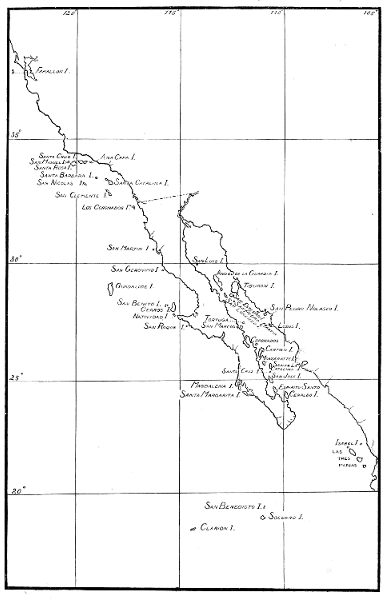 120° 115° 110° 105°
FARALLON I.
35°
SANTA CRUZ I.
ANA CAPA I.
SAN MIGUEL I.
SANTA ROSA I.
SANTA BARBARA I.
SAN NICOLAS I.
SANTA CATALINA I.
SAN CLEMENTE I.
LOS CORONADOS I.
SAN MARTIN I.
30°
SAN LUIS I.
SAN GERONIMO
ANGEL DE LA GUARDIA I.
GUADALUPE I.
TIBURON
SAN BENITO I.
CERROS I.
NATIVIDAD I.
SAN PEDRO NOLASCO I.
SAN ROQUE
TORTUGA
SAN MARCOS
LOBOS I.
CORONADOS
CARMEN I.
SANTA CRUZ I.
SAN JOSE I.
25°
MAGDALENA I.
SANTA MARGARITA I.
ESPIRITU SANTO
CERALBO I.
ISABEL I.
LAS
TRES
MARIAS
20°
SAN BENEDICTO I.
SOCORRO I.
CLARION I.